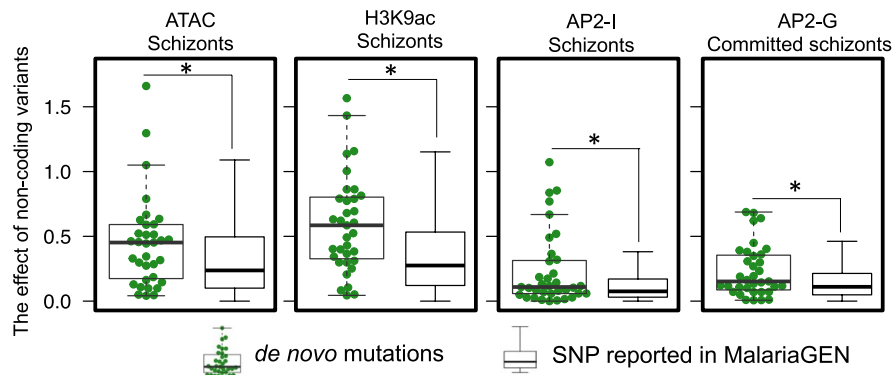 ATAC
Schizonts
H3K9ac
Schizonts
AP2-I
Schizonts
AP2-G
Committed schizonts
The effect of non-coding variants
1.5
1.0
0.5
0.0
*
*
*
*
de novo mutations
SNP reported in MalariaGEN